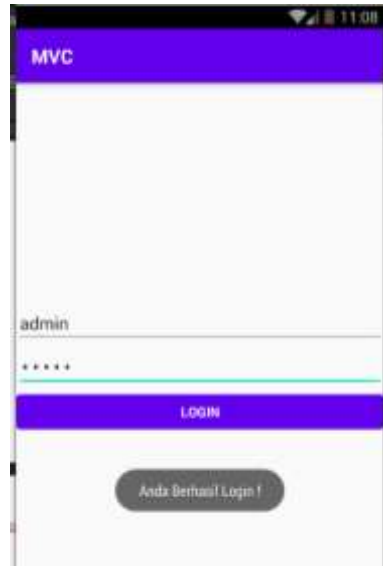 11:08
MVC
admin
•••••
LOGIN
Anda Berhasil Login !